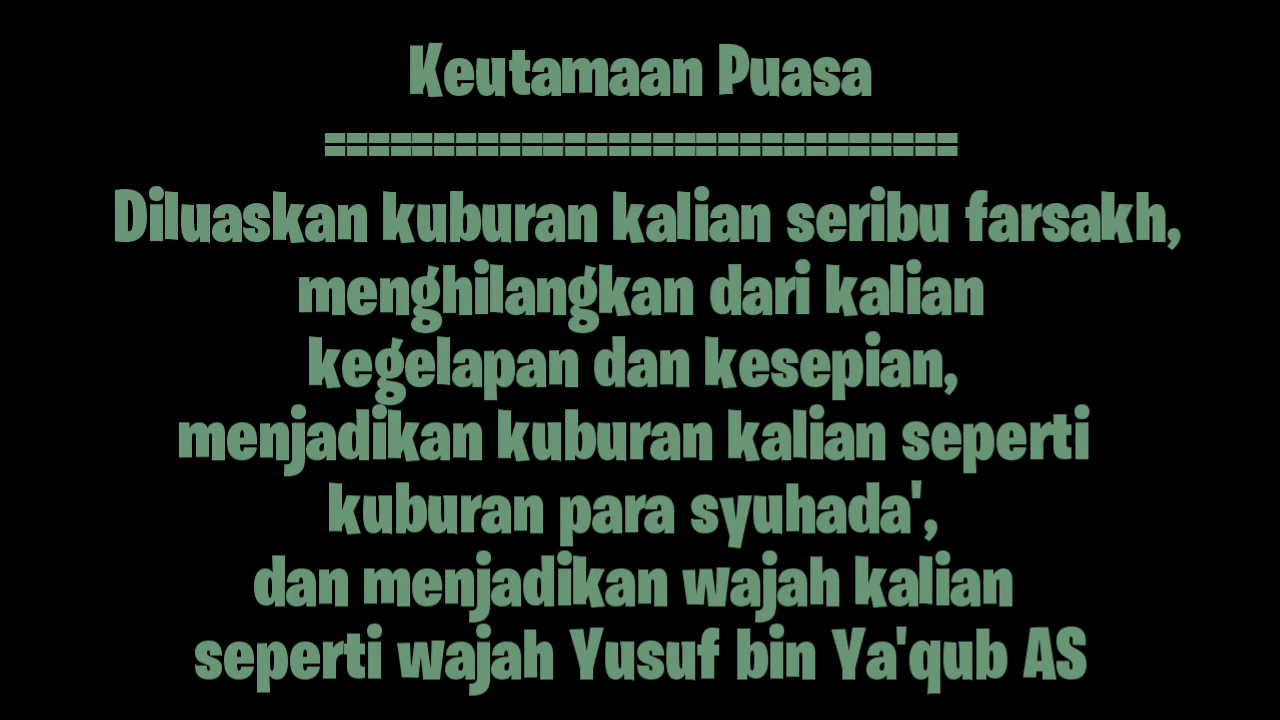 Keutamaan Puasa
=============================
Diluaskan kuburan kalian seribu farsakh,
menghilangkan dari kalian
kegelapan dan kesepian,
menjadikan kuburan kalian seperti
kuburan para syuhada',
dan menjadikan wajah kalian
seperti wajah Yusuf bin Ya'qub AS